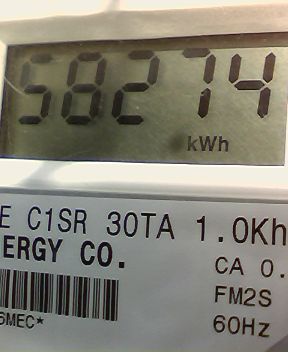 58274
kWh
E C1SR 30TA 1.0Kh
ERGY CO.
CA 0.
FM2S
6MEC*
60Hz